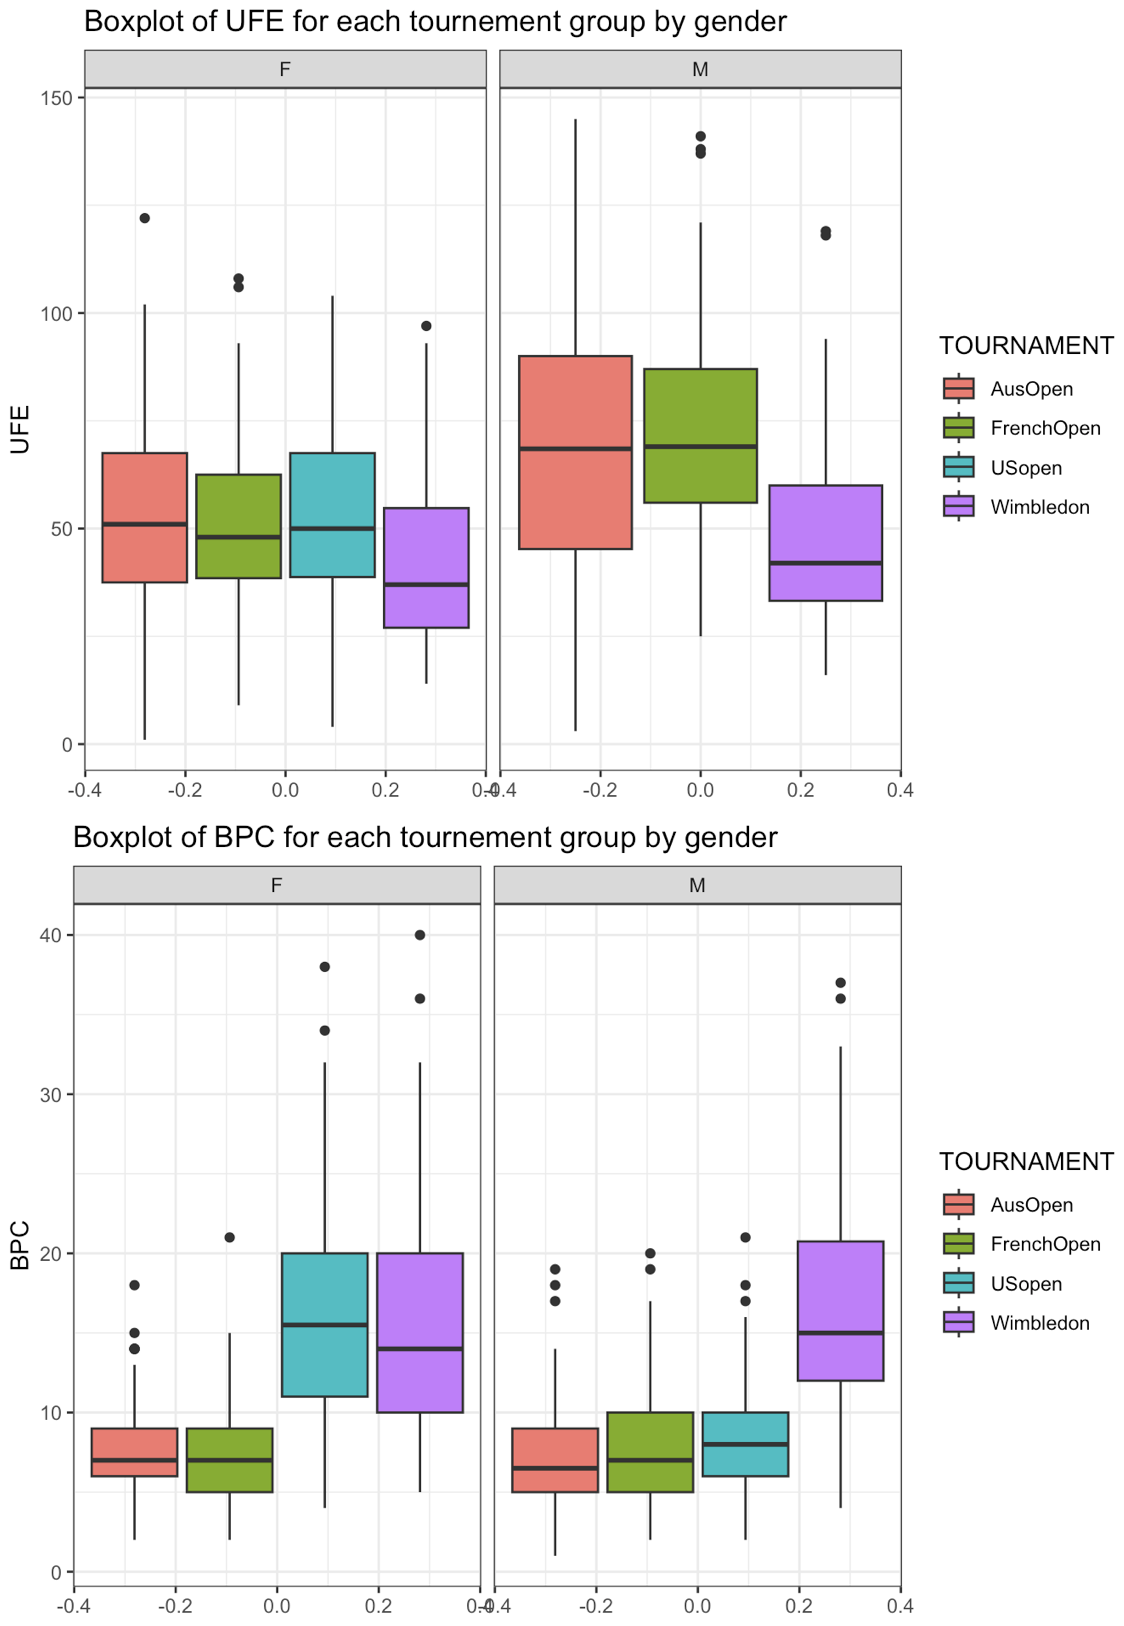 Boxplot of UFE for each tournement group by gender
F
M
150
100
50
0
UFE
-0.4 -0.2 0.0 0.2 0.4
-0.4 -0.2 0.0 0.2 0.4
TOURNAMENT
AusOpen
FrenchOpen
USopen
Wimbledon
Boxplot of BPC for each tournement group by gender
F
M
40
30
20
10
0
BPC
-0.4 -0.2 0.0 0.2 0.4
-0.4 -0.2 0.0 0.2 0.4
TOURNAMENT
AusOpen
FrenchOpen
USopen
Wimbledon